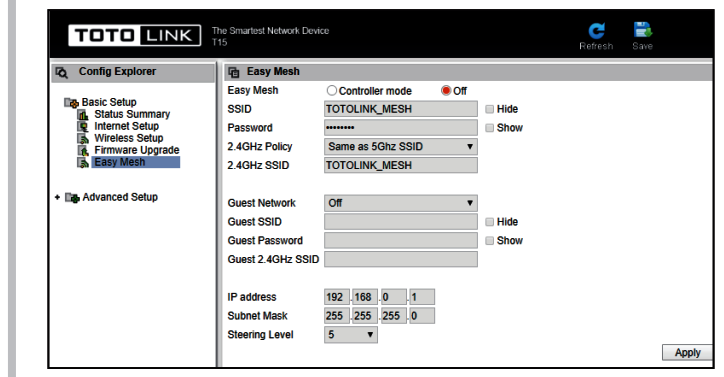 TOTO LINK
The Smartest Network Device
T15
Refresh Save
Config Explorer
Basic Setup
Status Summary
Internet Setup
Wireless Setup
Firmware Upgrade
Easy Mesh
+ Advanced Setup
Easy Mesh
Easy Mesh Controller mode Off
SSID TOTOLINK_MESH Hide
Password •••••••• Show
2.4GHz Policy Same as 5Ghz SSID ▼
2.4GHz SSID TOTOLINK_MESH
Guest Network Off ▼
Guest SSID Hide
Guest Password Show
Guest 2.4GHz SSID
IP address 192 .168 .0 .1
Subnet Mask 255 .255 .255 .0
Steering Level 5 ▼
Apply